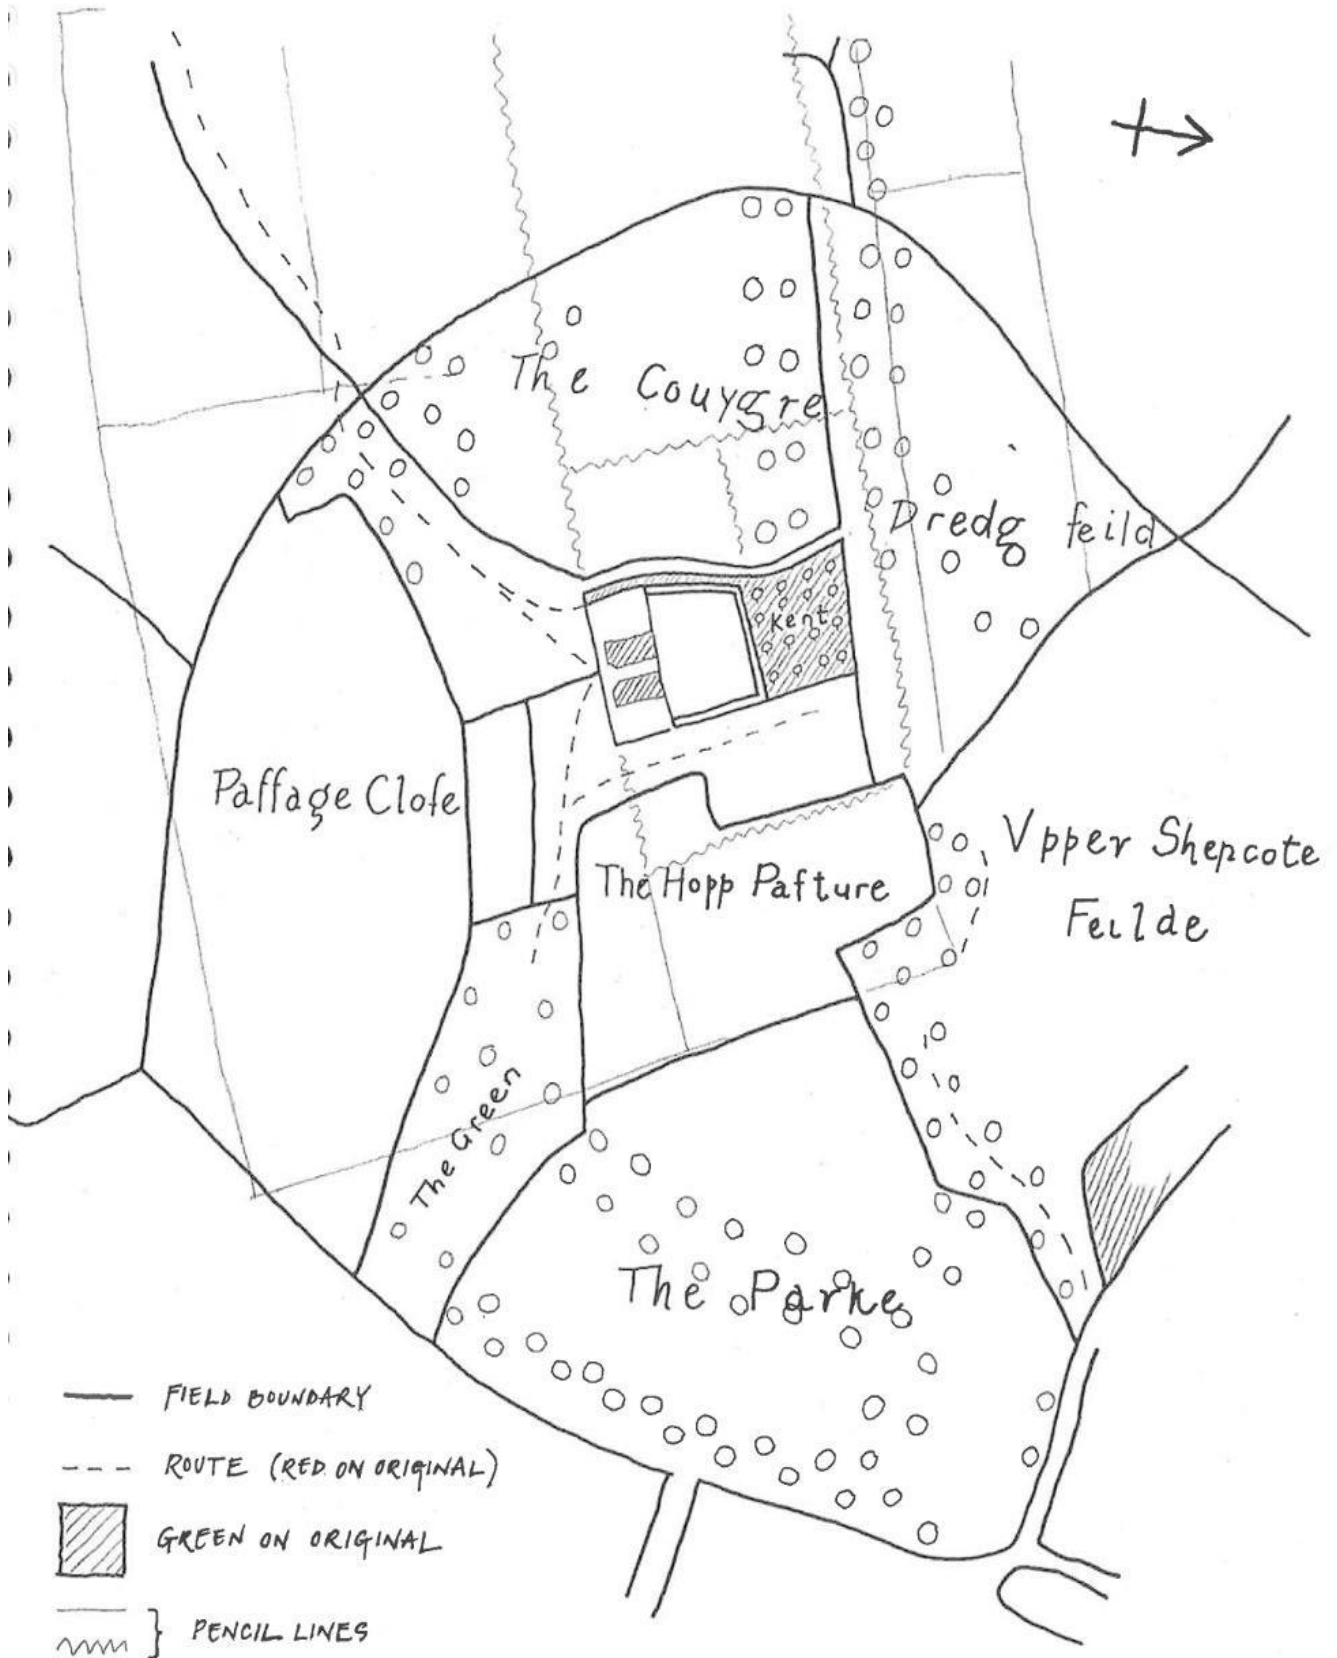 The Couygre
Dredg feild
Kent
Paffage Clofe
Vpper Shepcote
Feilde
The Hopp Pafture
The Green
The Parke
FIELD BOUNDARY
ROUTE (RED ON ORIGINAL)
GREEN ON ORIGINAL
PENCIL LINES